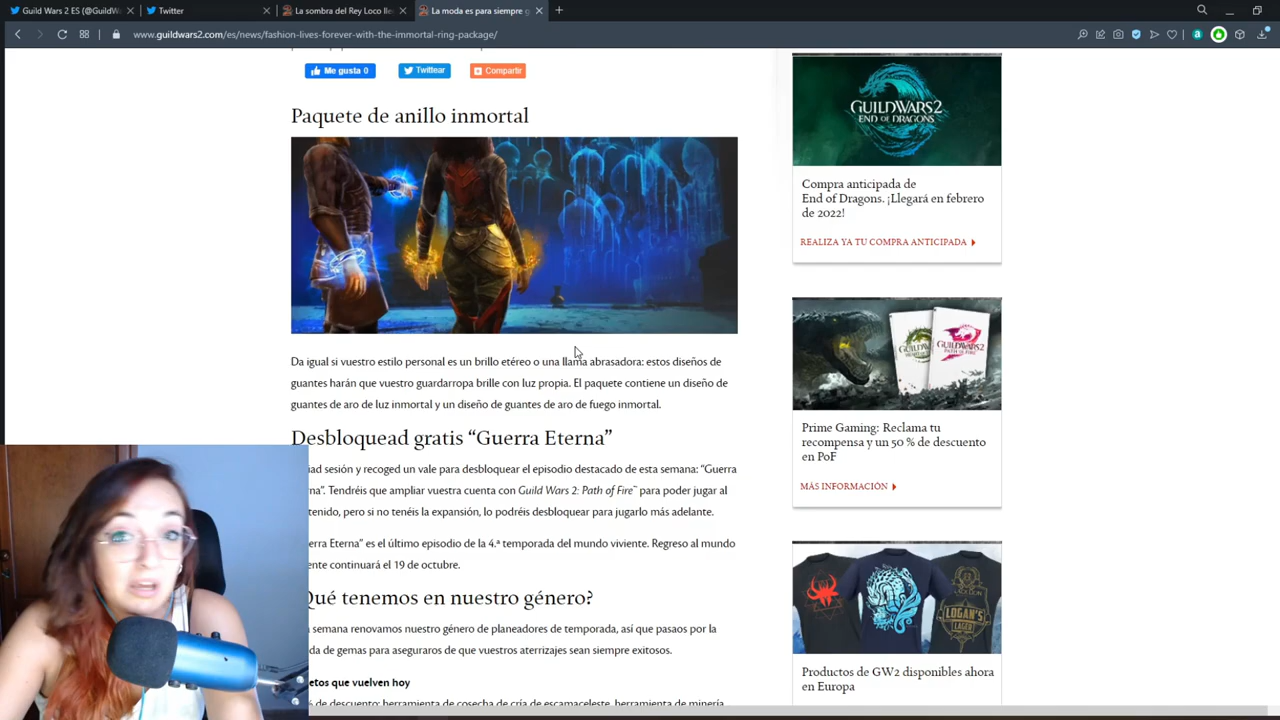 Guild Wars 2 ES (@GuildW
Twitter
La sombra del Rey Loco lle
La moda es para siempre g
www.guildwars2.com/es/news/fashion-lives-forever-with-the-immortal-ring-package/
Me gusta 0
Twittear
Compartir
Paquete de anillo inmortal
Da igual si vuestro estilo personal es un brillo etéreo o una llama abrasadora: estos diseños de
guantes harán que vuestro guardarropa brille con luz propia. El paquete contiene un diseño de
guantes de aro de luz inmortal y un diseño de guantes de aro de fuego inmortal.
Desbloquead gratis “Guerra Eterna”
iad sesión y recoged un vale para desbloquear el episodio destacado de esta semana: “Guerra
rna”. Tendréis que ampliar vuestra cuenta con Guild Wars 2: Path of Fire™ para poder jugar al
tenido, pero si no tenéis la expansión, lo podréis desbloquear para jugarlo más adelante.
erra Eterna” es el último episodio de la 4.ª temporada del mundo viviente. Regreso al mundo
ente continuará el 19 de octubre.
Qué tenemos en nuestro género?
semana renovamos nuestro género de planeadores de temporada, así que pasaos por la
da de gemas para aseguraros de que vuestros aterrizajes sean siempre exitosos.
etos que vuelven hoy
de descuento: herramienta de cosecha de cría de escamaceleste, herramienta de minería
GUILD WARS 2
END OF DRAGONS
Compra anticipada de
End of Dragons. ¡Llegará en febrero
de 2022!
REALIZA YA TU COMPRA ANTICIPADA
GUILD WARS 2
GUILD WARS 2
PATH OF FIRE
Prime Gaming: Reclama tu
recompensa y un 50 % de descuento
en PoF
MÁS INFORMACIÓN
LOGAN'S
LAGER
Productos de GW2 disponibles ahora
en Europa